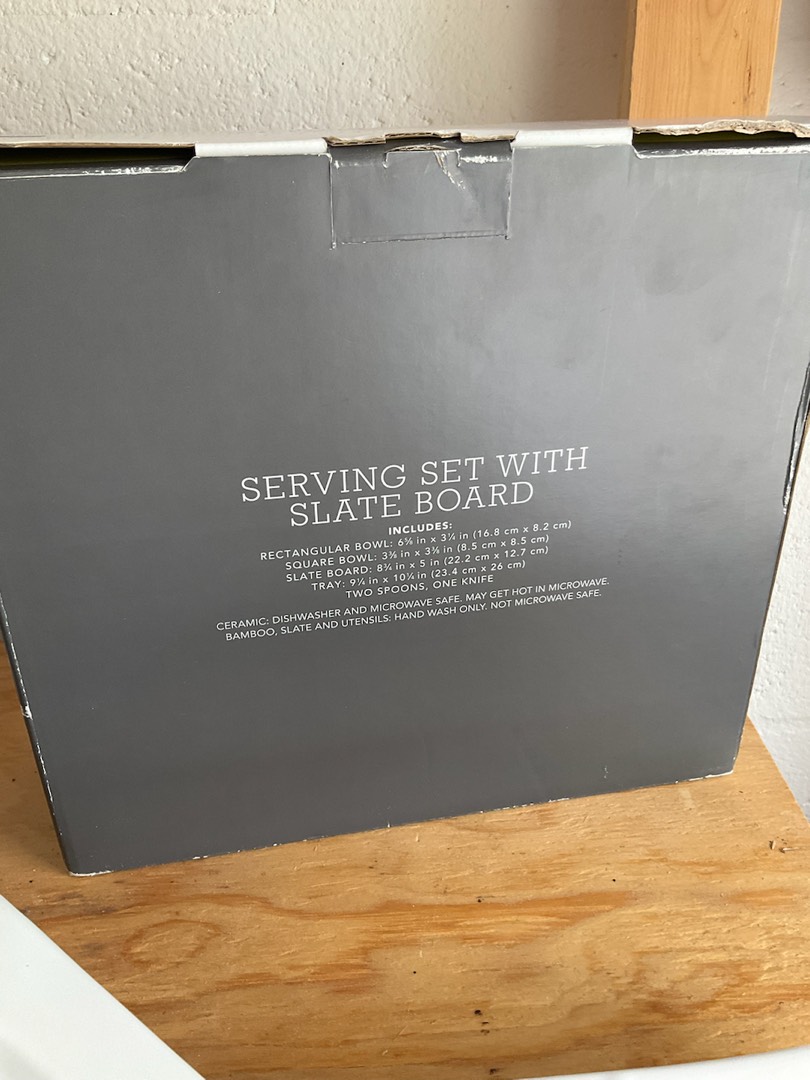 SERVING SET WITH
SLATE BOARD
INCLUDES:
RECTANGULAR BOWL: 6⅝ in x 3¼ in (16.8 cm x 8.2 cm)
SQUARE BOWL: 3⅜ in x 3⅜ in (8.5 cm x 8.5 cm)
SLATE BOARD: 8¾ in x 5 in (22.2 cm x 12.7 cm)
TRAY: 9¼ in x 10¼ in (23.4 cm x 26 cm)
TWO SPOONS, ONE KNIFE
CERAMIC: DISHWASHER AND MICROWAVE SAFE. MAY GET HOT IN MICROWAVE.
BAMBOO, SLATE AND UTENSILS: HAND WASH ONLY. NOT MICROWAVE SAFE.